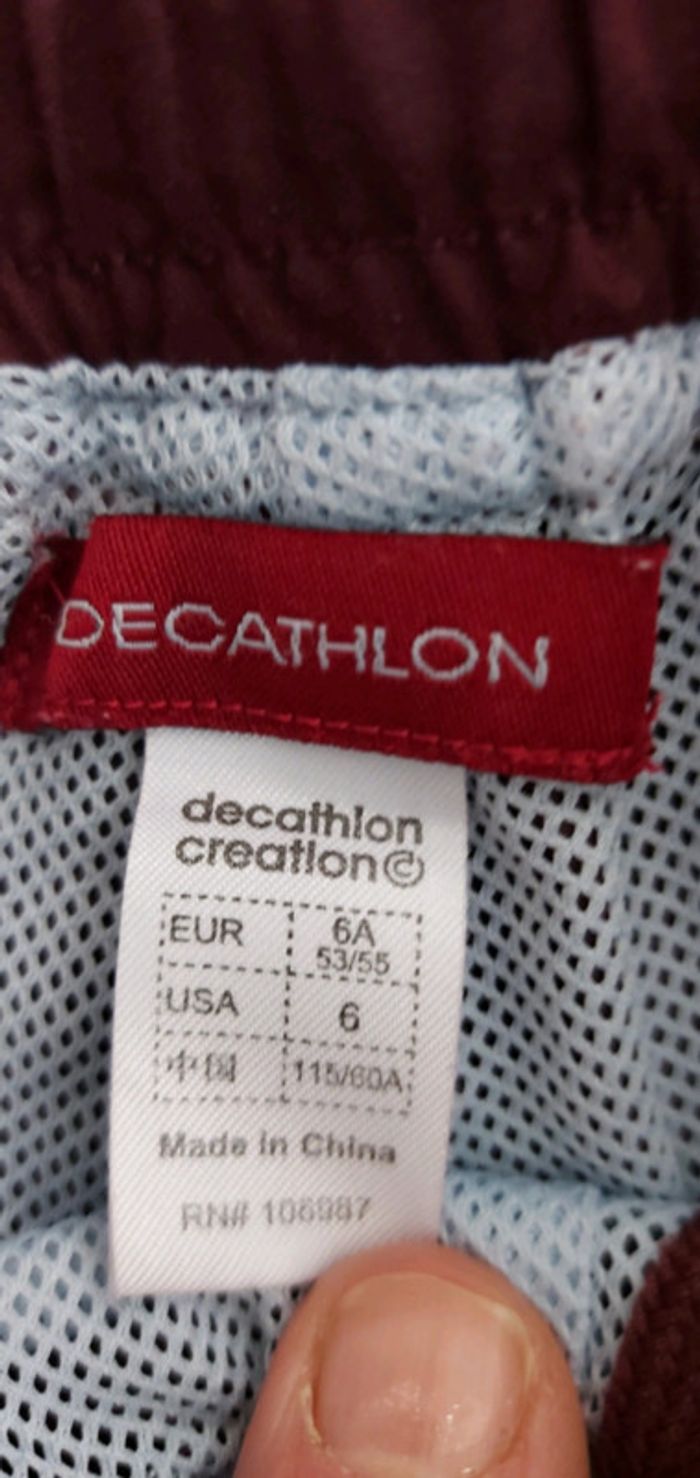 DECATHLON
decathlon
creation©
EUR 6A
53/55
USA 6
中国 115/60A
Made in China
RN# 106987